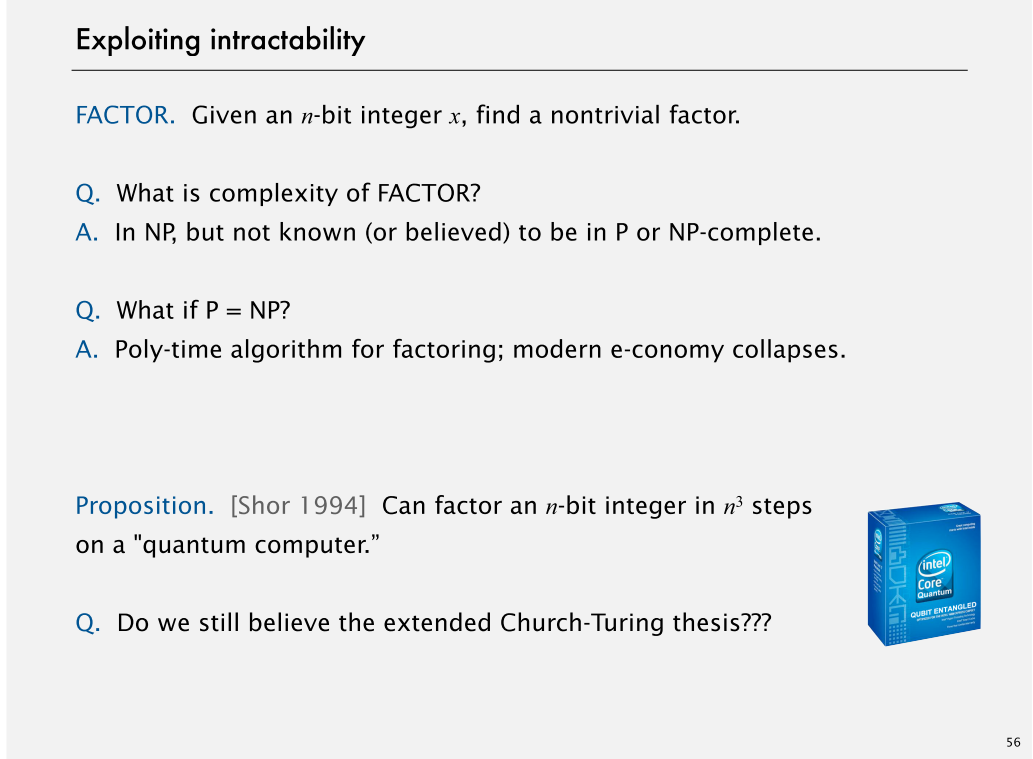 Exploiting intractability
FACTOR. Given an n-bit integer x, find a nontrivial factor.
Q. What is complexity of FACTOR?
A. In NP, but not known (or believed) to be in P or NP-complete.
Q. What if P = NP?
A. Poly-time algorithm for factoring; modern e-conomy collapses.
Proposition. [Shor 1994] Can factor an n-bit integer in n³ steps
on a "quantum computer.”
Q. Do we still believe the extended Church-Turing thesis???
intel
Core
Quantum
QUBIT ENTANGLED
56